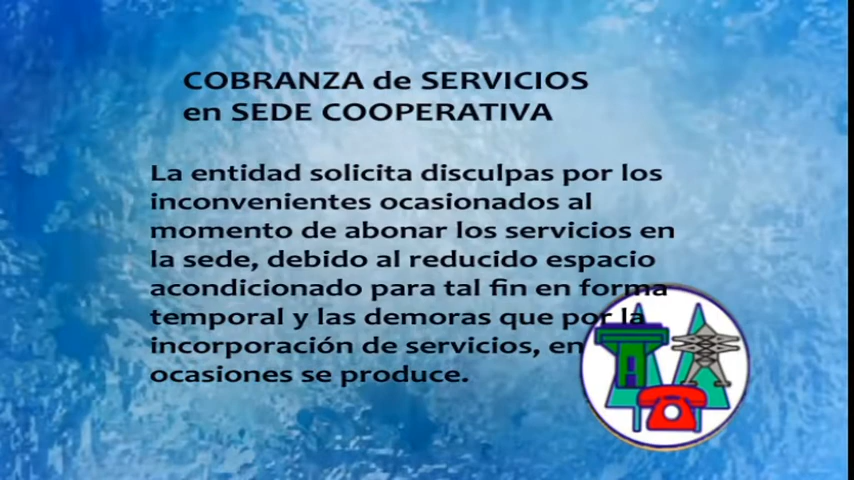 COBRANZA de SERVICIOS
en SEDE COOPERATIVA
La entidad solicita disculpas por los
inconvenientes ocasionados al
momento de abonar los servicios en
la sede, debido al reducido espacio
acondicionado para tal fin en forma
temporal y las demoras que por la
incorporación de servicios, en
ocasiones se produce.